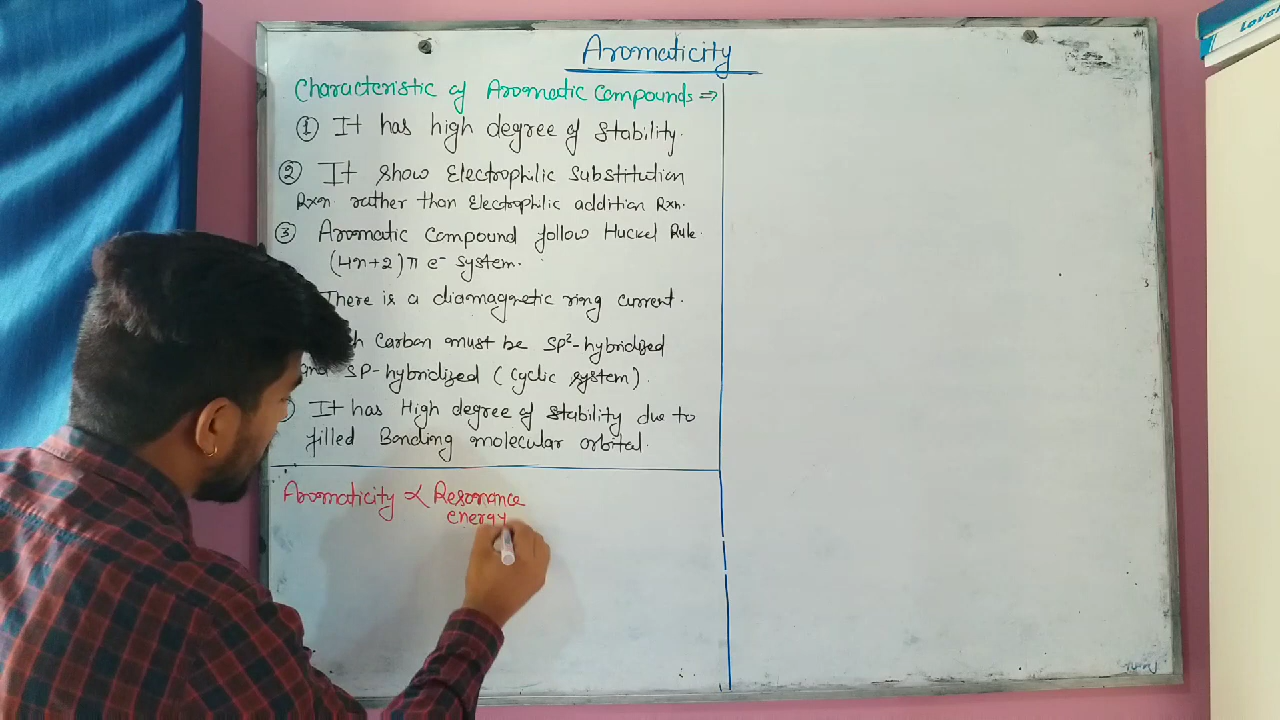 Aromaticity
Characteristic of Aromatic Compounds ⇒
① It has high degree of stability.
② It show Electrophilic substitution
Rxn rather than Electrophilic addition Rxn.
③ Aromatic Compound follow Huckel Rule.
(4n+2) π e⁻ system.
There is a diamagnetic ring current.
Carbon must be SP²-hybridized
and SP-hybridized (Cyclic system).
It has High degree of stability due to
filled Bonding molecular orbital.
Aromaticity ∝ Resonance
energy
Level